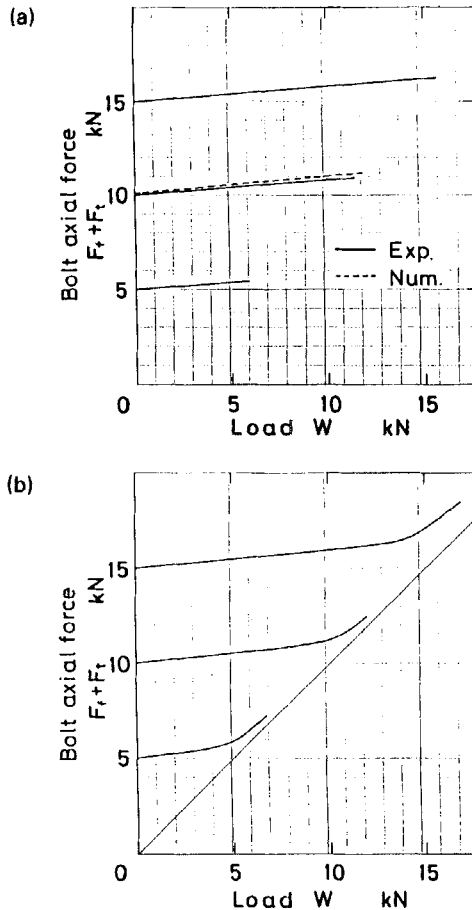 (a)
15
10
5
0
Bolt axial force
Ff + Ft kN
Exp.
Num.
5 10 15
Load W kN
(b)
15
10
5
0
Bolt axial force
Ff + Ft kN
5 10 15
Load W kN